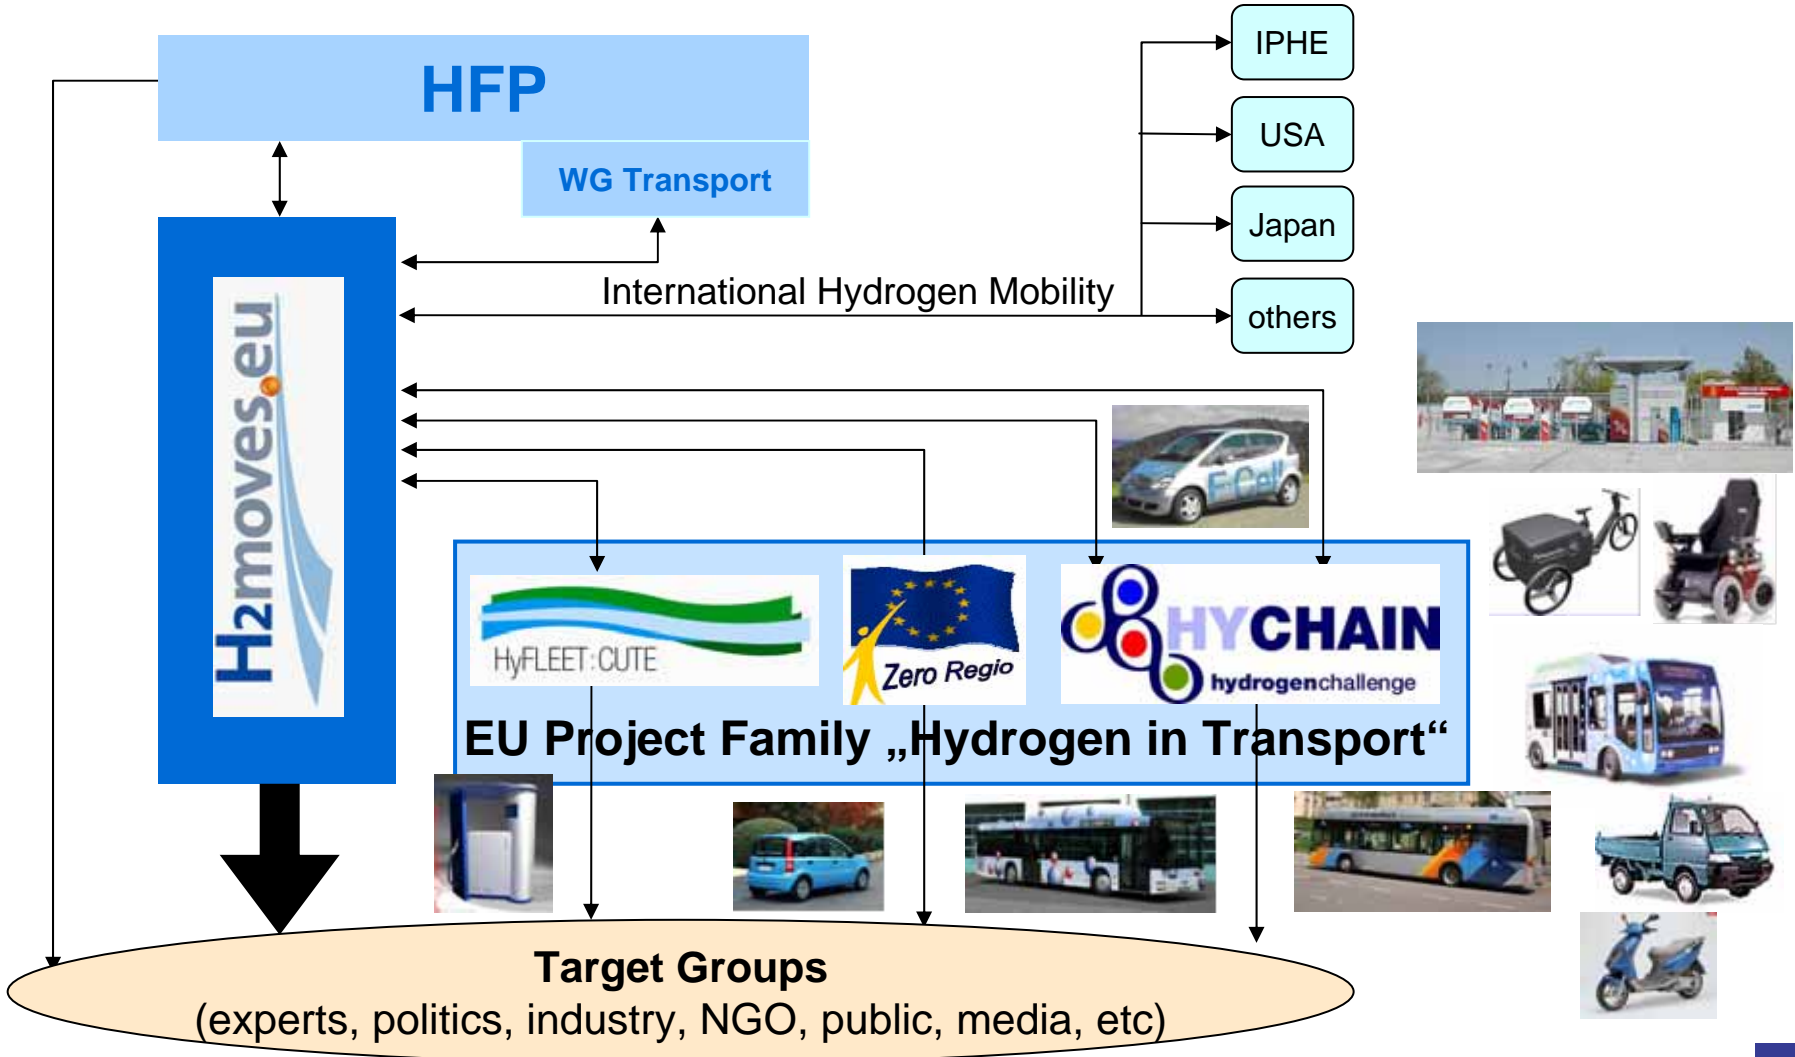 HFP
WG Transport
IPHE
USA
Japan
others
International Hydrogen Mobility
H2moves.eu
F-Cell
HyFLEET:CUTE
Zero Regio
HYCHAIN
hydrogenchallenge
EU Project Family „Hydrogen in Transport“
Target Groups
(experts, politics, industry, NGO, public, media, etc)